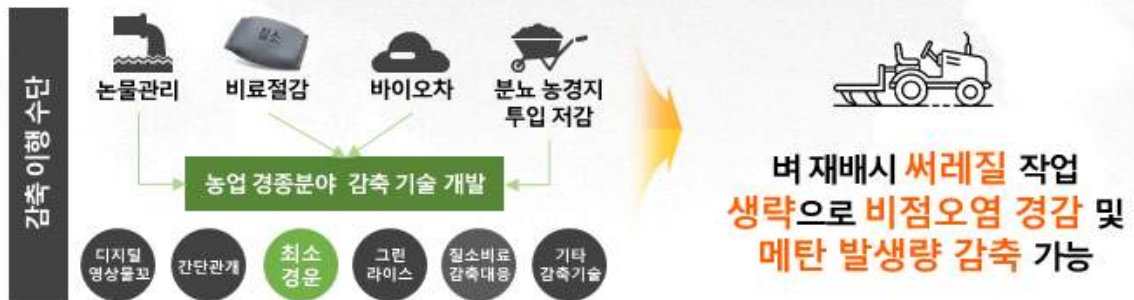 감축 이행 수단
질소
논물관리
비료절감
바이오차
분뇨 농경지
투입 저감
농업 경종분야 감축 기술 개발
디지털
영상물꼬
간단관개
최소
경운
그린
라이스
질소비료
감축대응
기타
감축기술
벼 재배시 써레질 작업
생략으로 비점오염 경감 및
메탄 발생량 감축 가능